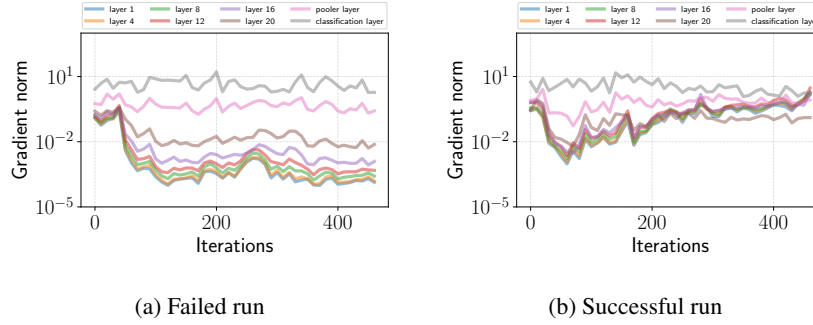 layer 1 layer 8 layer 16 pooler layer
layer 4 layer 12 layer 20 classification layer
Gradient norm
10^1
10^-2
10^-5
0 200 400
Iterations
(a) Failed run
layer 1 layer 8 layer 16 pooler layer
layer 4 layer 12 layer 20 classification layer
Gradient norm
10^1
10^-2
10^-5
0 200 400
Iterations
(b) Successful run